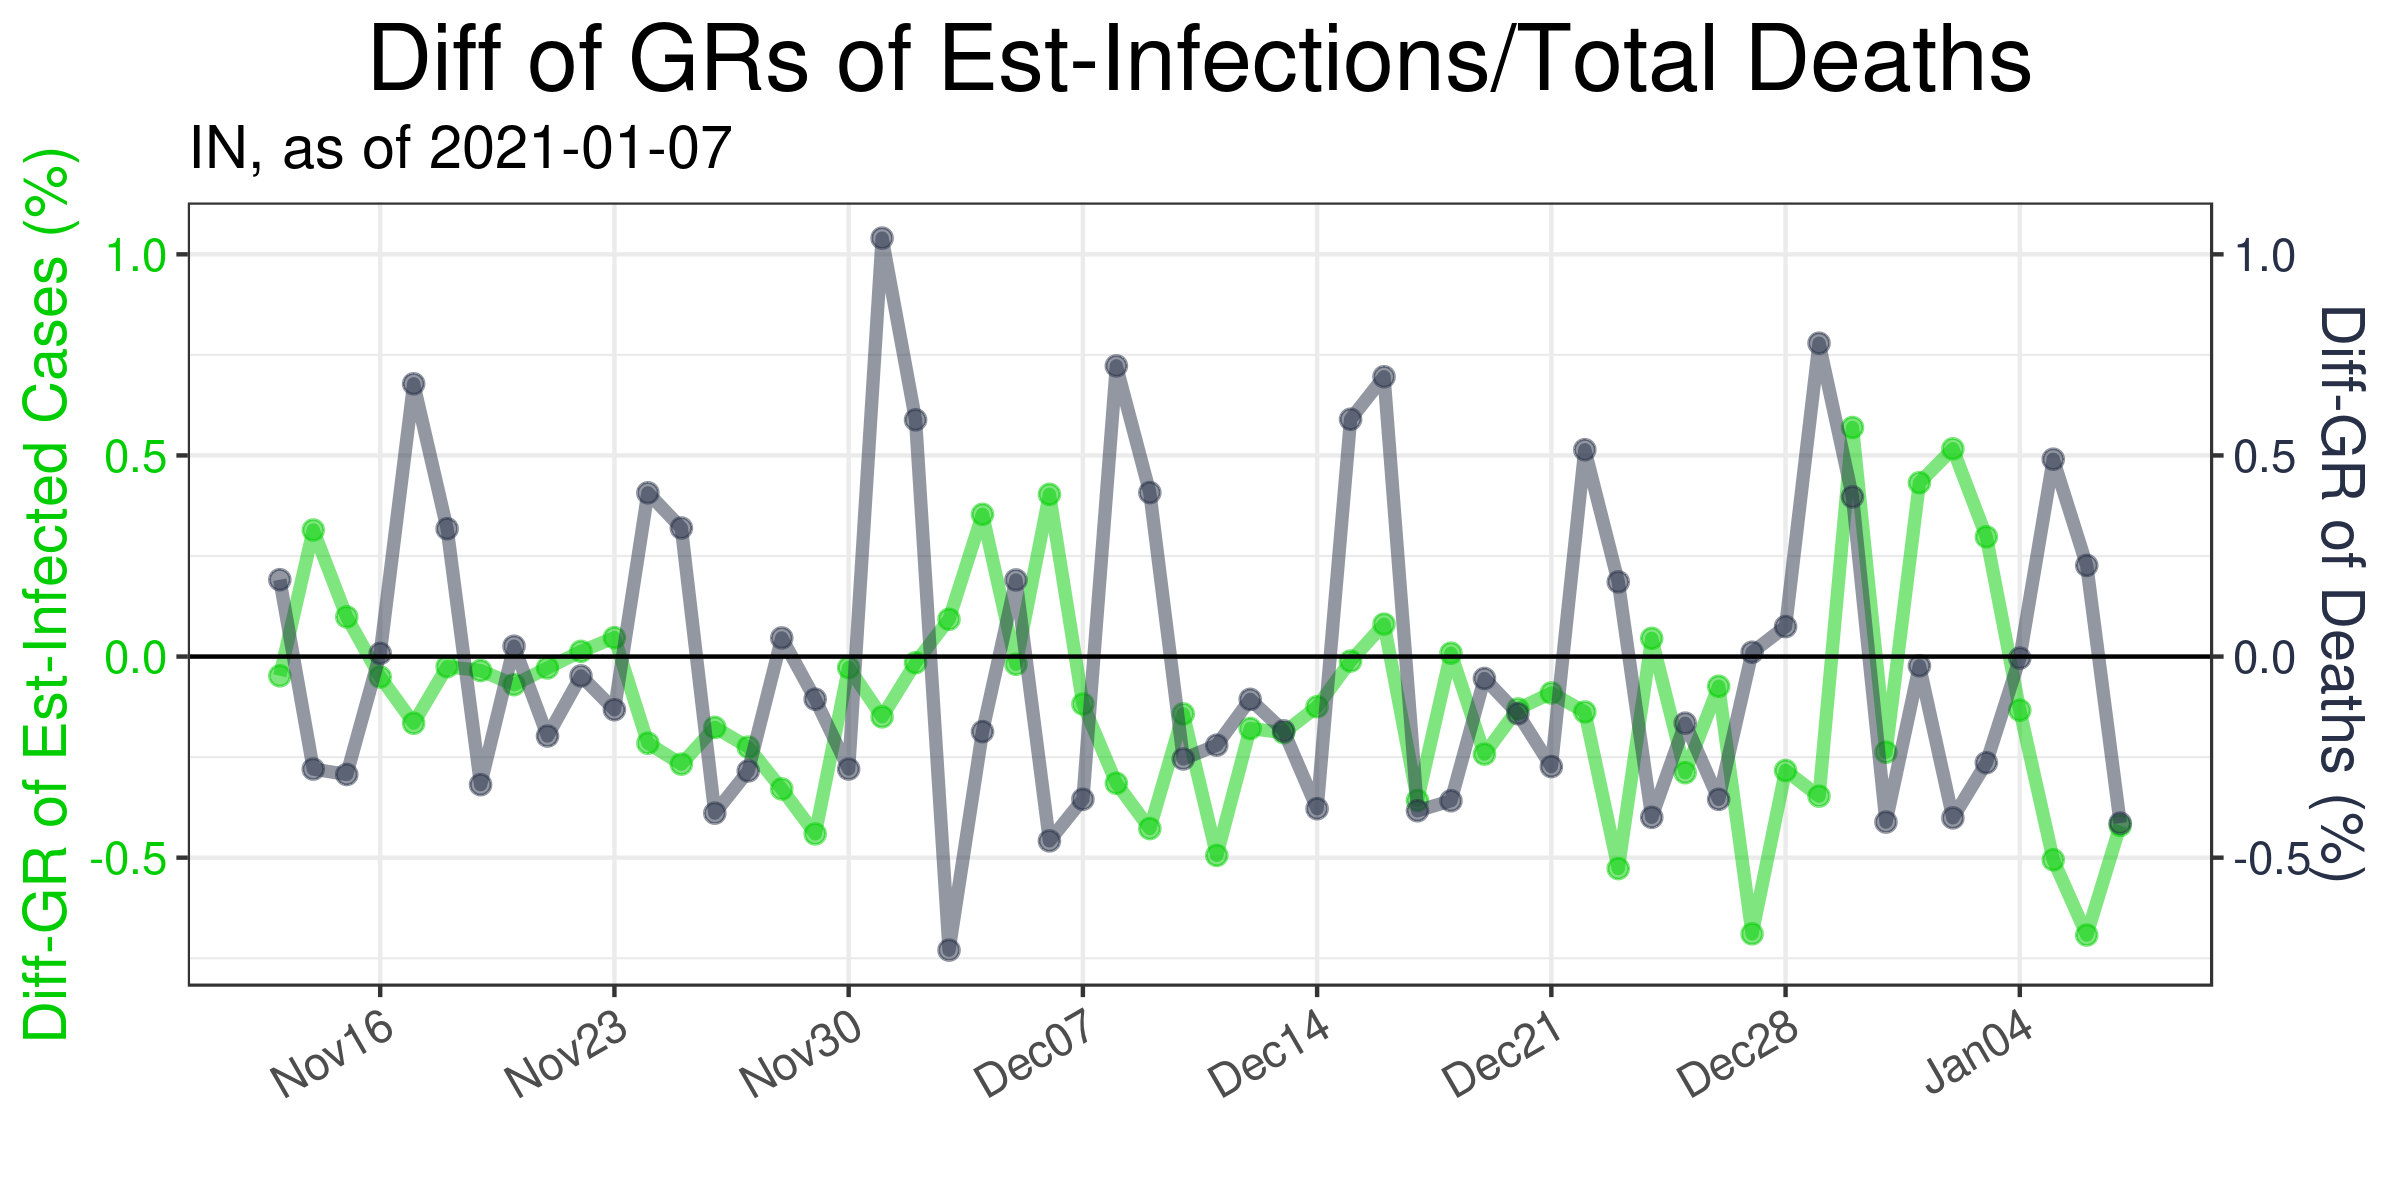 Diff of GRs of Est-Infections/Total Deaths
IN, as of 2021-01-07
Diff-GR of Est-Infected Cases (%)
1.0
0.5
0.0
-0.5
1.0
0.5
0.0
-0.5
Diff-GR of Deaths (%)
Nov16
Nov23
Nov30
Dec07
Dec14
Dec21
Dec28
Jan04